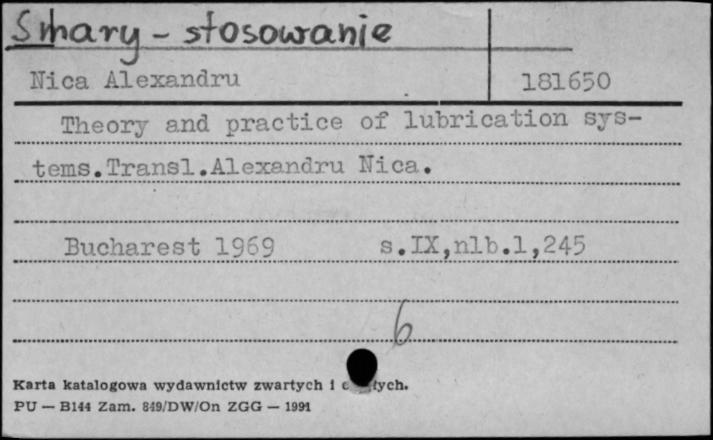 Smary - stosowanie
Nica Alexandru 181650
Theory and practice of lubrication sys-
tems.Transl.Alexandru Nica.
Bucharest 1969 s.IX,nlb.1,245
6
Karta katalogowa wydawnictw zwartych i
PU — B144 Zam. 849/DW/On ZGG — 1991